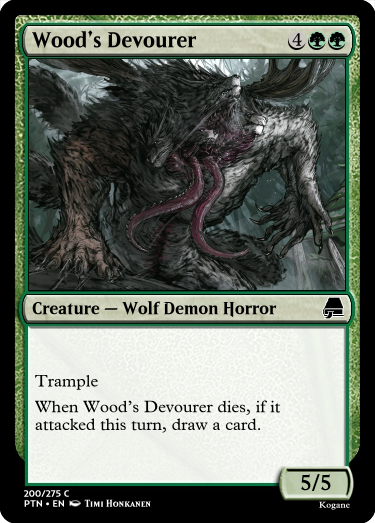 Wood's Devourer 4
Creature — Wolf Demon Horror
Trample
When Wood's Devourer dies, if it
attacked this turn, draw a card.
5/5
200/275 C
PTN • EN Timi Honkanen
Kogane